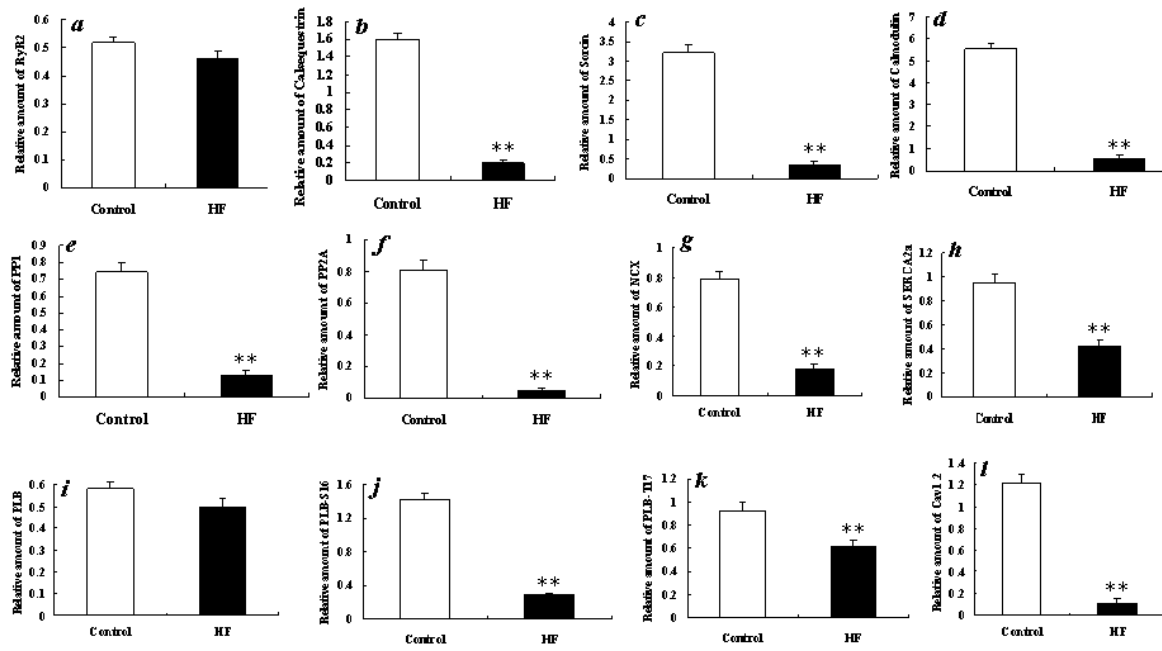 a
Relative amount of RyR2
0.6
0.5
0.4
0.3
0.2
0.1
0
Control HF
b
Relative amount of Calsequestrin
1.8
1.6
1.4
1.2
1
0.8
0.6
0.4
0.2
0
**
Control HF
c
Relative amount of Sorcin
4
3.5
3
2.5
2
1.5
1
0.5
0
**
Control HF
d
Relative amount of Calmodulin
7
6
5
4
3
2
1
0
**
Control HF
e
Relative amount of PP1
0.9
0.8
0.7
0.6
0.5
0.4
0.3
0.2
0.1
0
**
Control HF
f
Relative amount of PP2A
1
0.8
0.6
0.4
0.2
0
**
Control HF
g
Relative amount of NCX
1
0.8
0.6
0.4
0.2
0
**
Control HF
h
Relative amount of SERCA2a
1.2
1
0.8
0.6
0.4
0.2
0
**
Control HF
i
Relative amount of PLB
0.6
0.5
0.4
0.3
0.2
0.1
0
Control HF
j
Relative amount of PLB-S16
1.6
1.2
0.8
0.4
0
**
Control HF
k
Relative amount of PLB-T17
1.2
1
0.8
0.6
0.4
0.2
0
**
Control HF
l
Relative amount of Cav1.2
1.4
1.2
1
0.8
0.6
0.4
0.2
0
**
Control HF